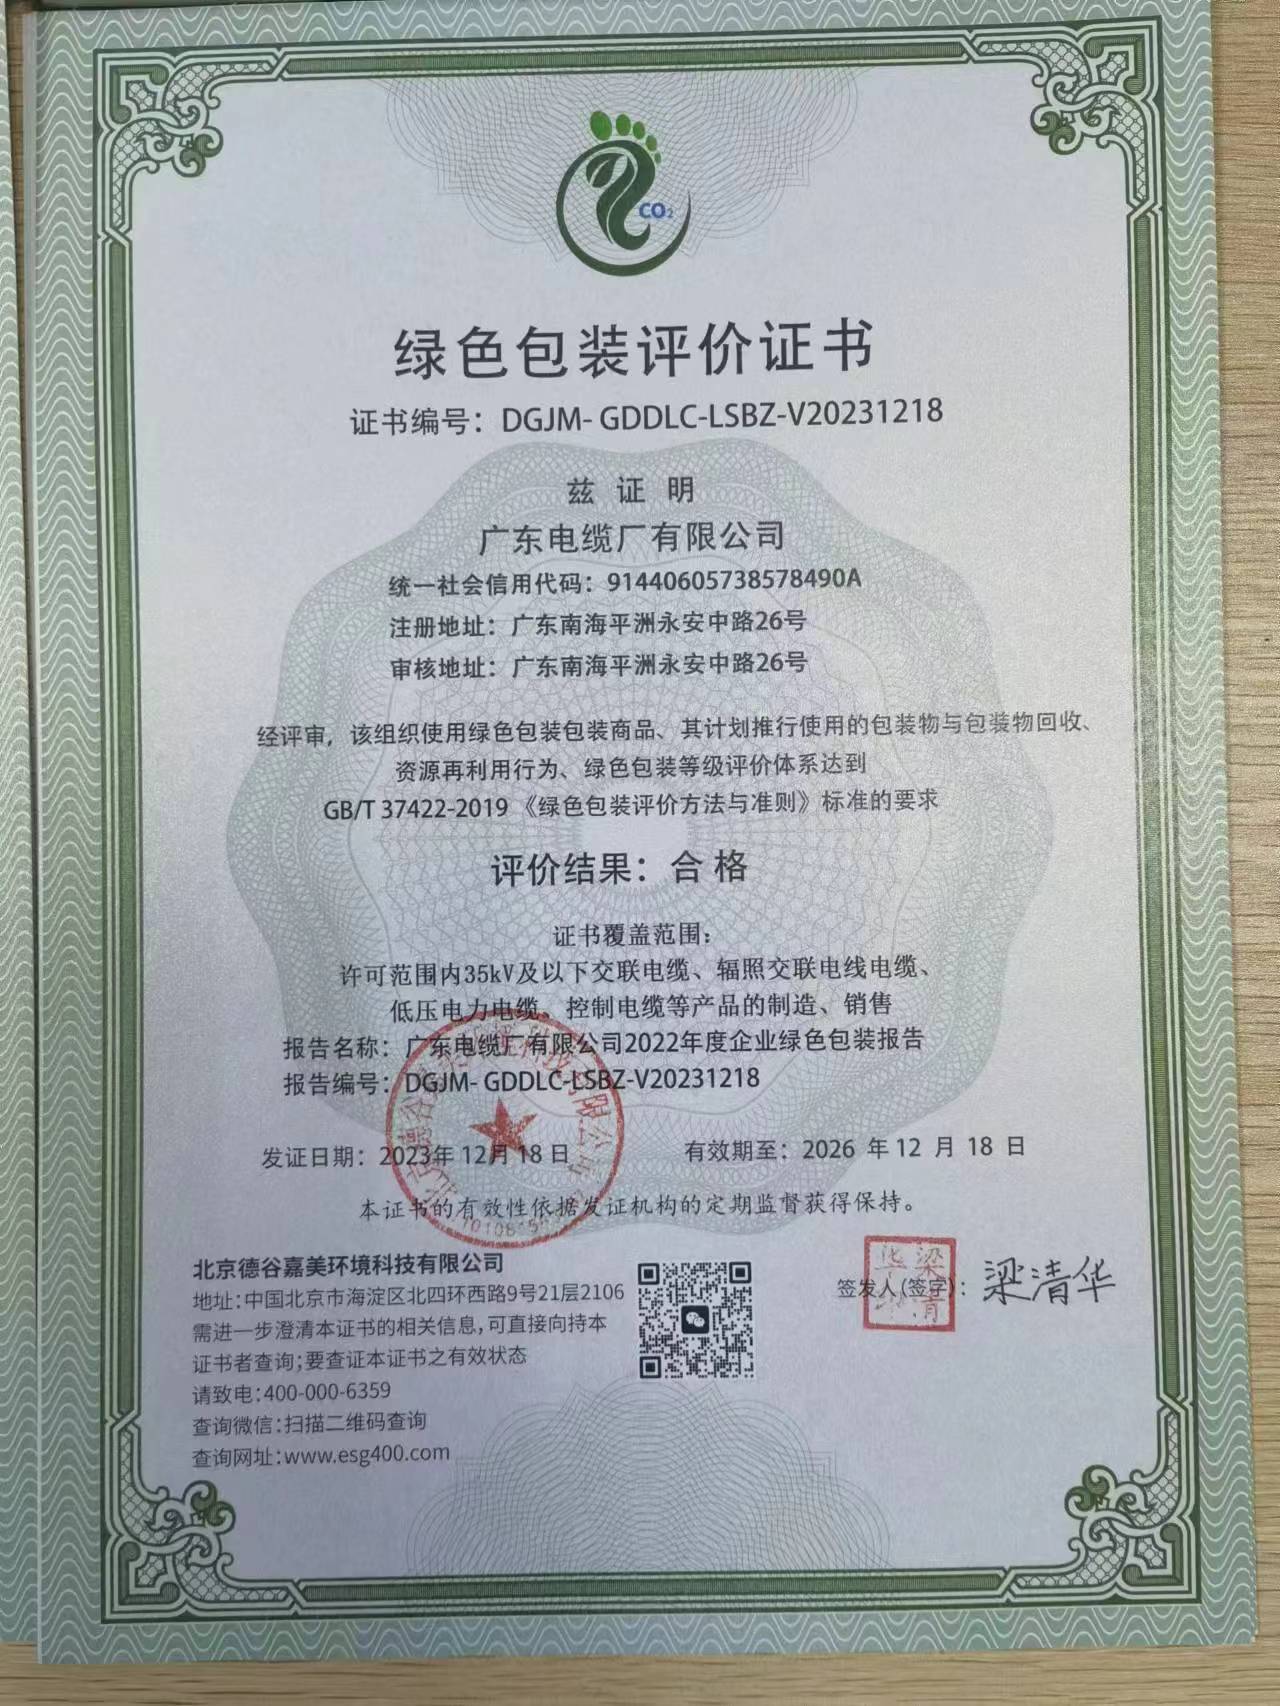 CO₂
绿色包装评价证书
证书编号：DGJM- GDDLC-LSBZ-V20231218
兹 证 明
广东电缆厂有限公司
统一社会信用代码：91440605738578490A
注册地址：广东南海平洲永安中路26号
审核地址：广东南海平洲永安中路26号
经评审，该组织使用绿色包装包装商品、其计划推行使用的包装物与包装物回收、
资源再利用行为、绿色包装等级评价体系达到
GB/T 37422-2019《绿色包装评价方法与准则》标准的要求
评价结果：合 格
证书覆盖范围：
许可范围内35kV及以下交联电缆、辐照交联电线电缆、
低压电力电缆、控制电缆等产品的制造、销售
报告名称：广东电缆厂有限公司2022年度企业绿色包装报告
报告编号：DGJM- GDDLC-LSBZ-V20231218
发证日期：2023年 12月 18 日 有效期至：2026 年 12 月 18 日
本证书的有效性依据发证机构的定期监督获得保持。
北京德谷嘉美环境科技有限公司
地址：中国北京市海淀区北四环西路9号21层2106
需进一步澄清本证书的相关信息，可直接向持本
证书者查询；要查证本证书之有效状态
请致电：400-000-6359
查询微信：扫描二维码查询
查询网址：www.esg400.com
签发人(签字)：梁清华